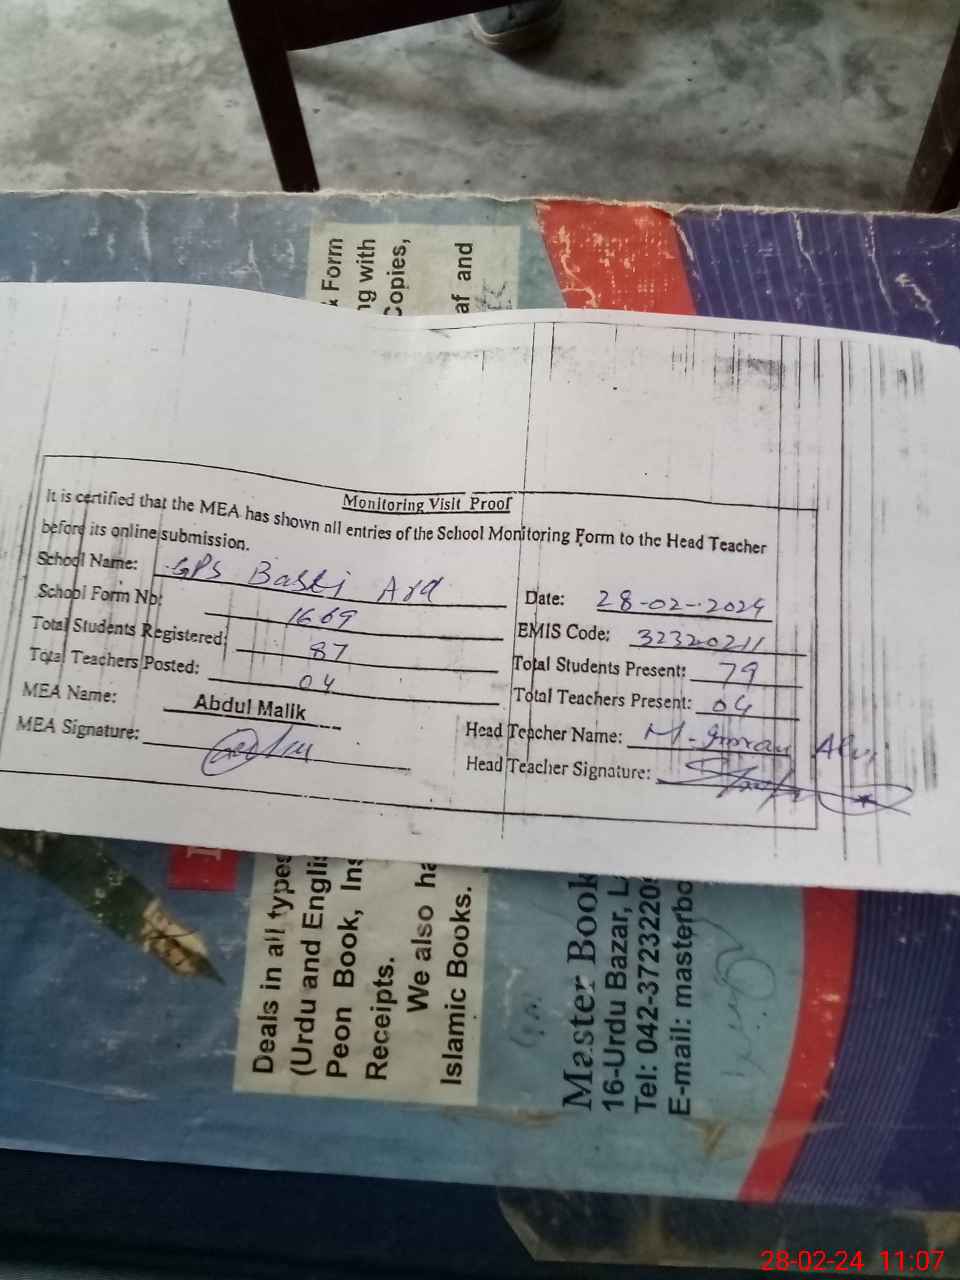 & Form
ng with
Copies,
af and
Monitoring Visit Proof
It is certified that the MEA has shown all entries of the School Monitoring Form to the Head Teacher
before its online submission.
School Name: GPS Basti Ard
Date: 28-02-2024
School Form No: 1669
EMIS Code: 32320211
Total Students Registered: 87
Total Students Present: 79
Total Teachers Posted: 04
Total Teachers Present: 04
MEA Name: Abdul Malik
Head Teacher Name: M-Imran
MEA Signature:
Head Teacher Signature:
Deals in all types
(Urdu and Englis
Peon Book, Ins
Receipts.
We also ha
Islamic Books.
Master Book
16-Urdu Bazar, L
Tel: 042-3723220
E-mail: masterbo
28-02-24 11:07